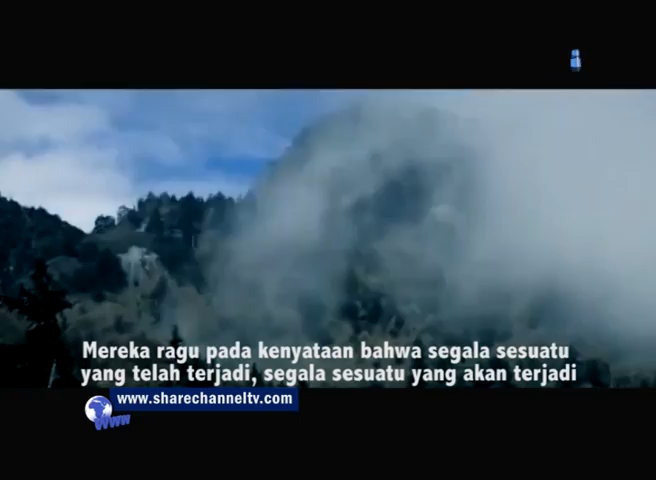 Mereka ragu pada kenyataan bahwa segala sesuatu
yang telah terjadi, segala sesuatu yang akan terjadi
www.sharechanneltv.com
www